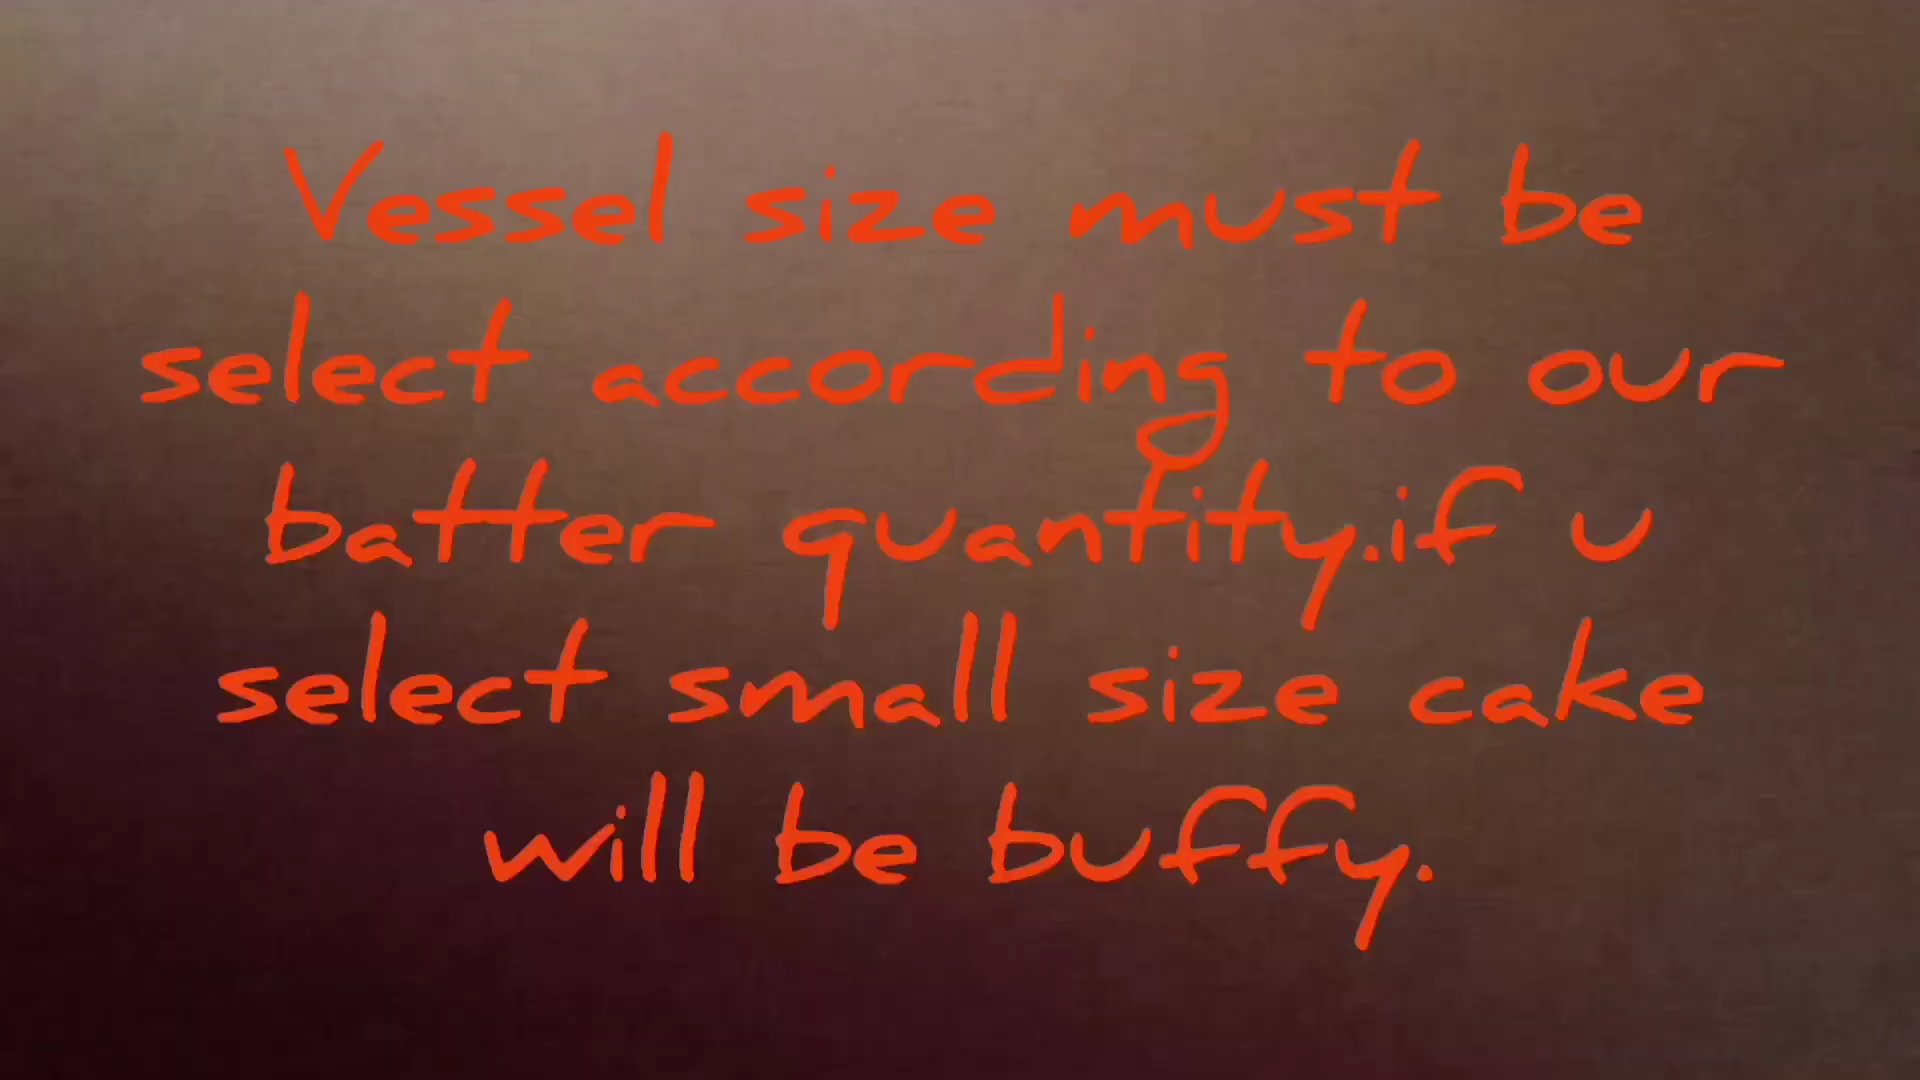 Vessel size must be
select according to our
batter quantity.if u
select small size cake
will be buffy.